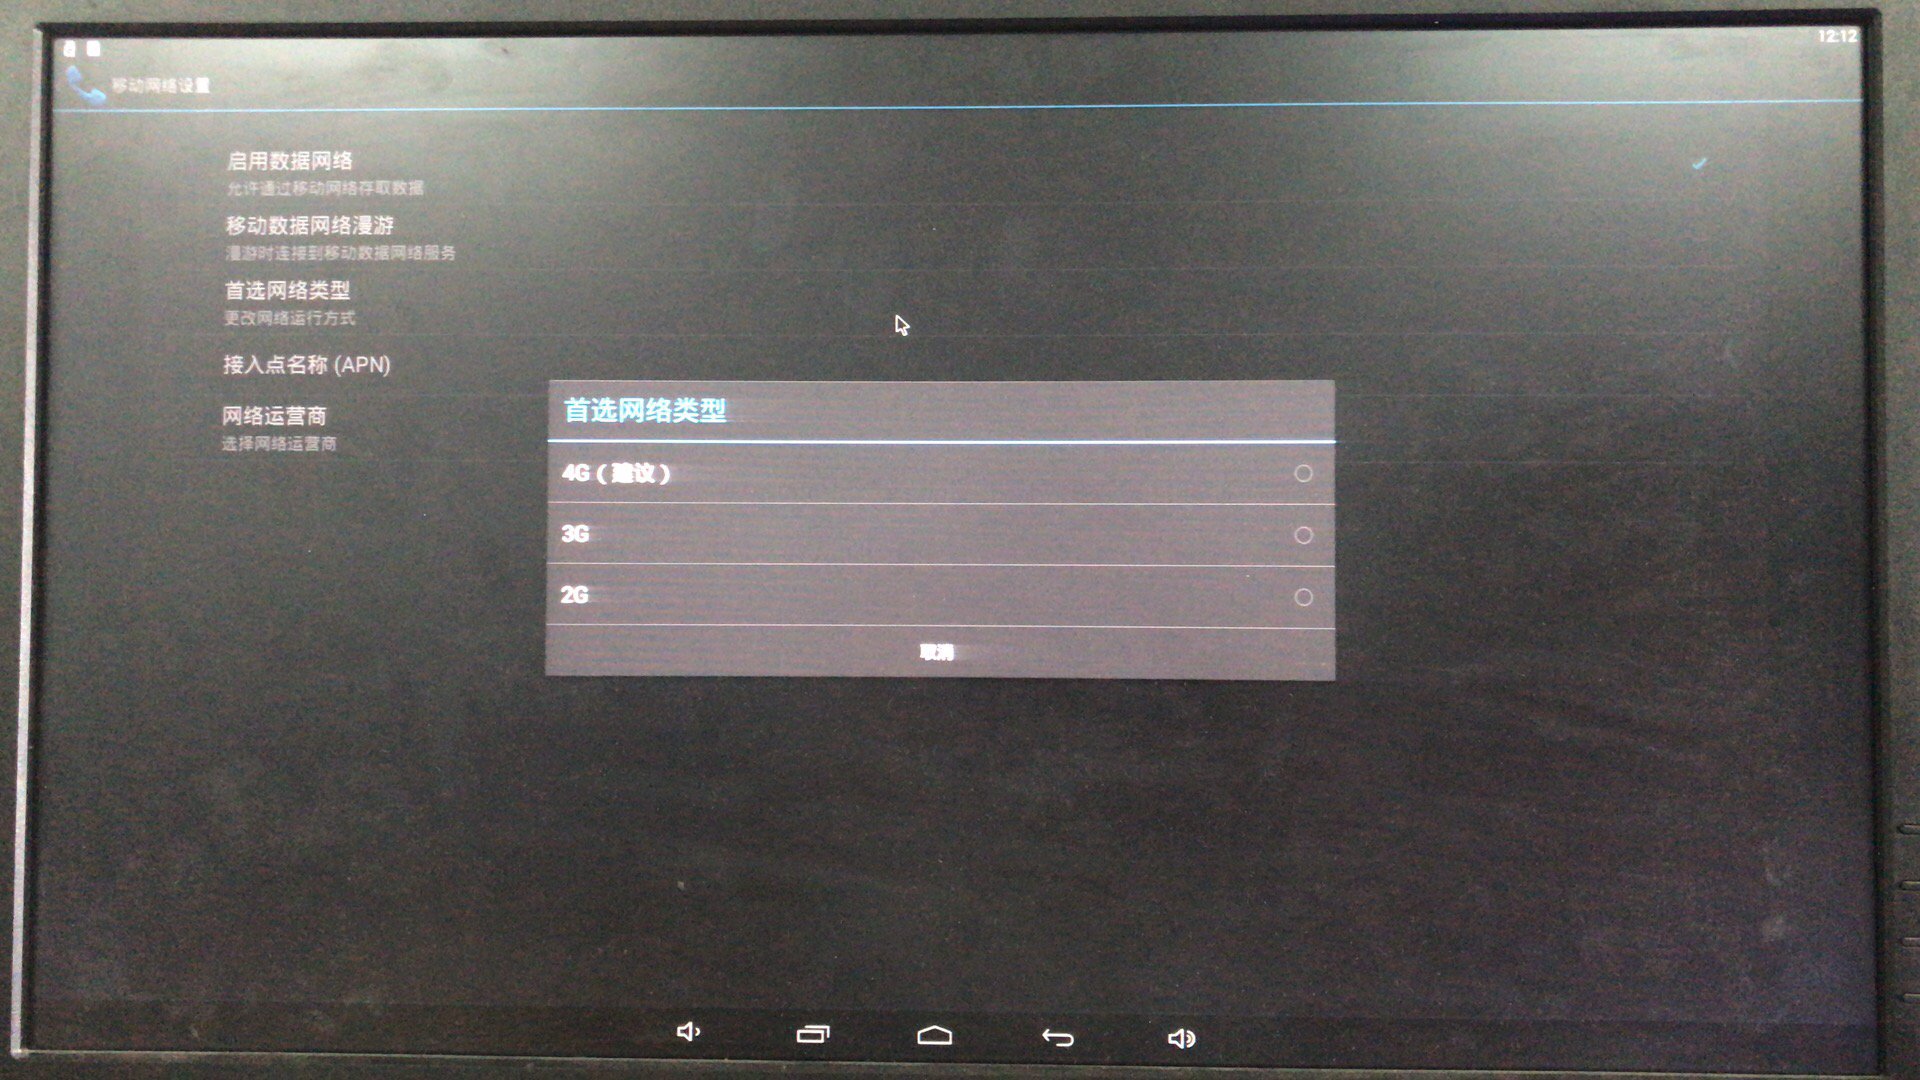 12:12
移动网络设置
启用数据网络
允许通过移动网络存取数据
移动数据网络漫游
漫游时连接到移动数据网络服务
首选网络类型
更改网络运行方式
接入点名称 (APN)
网络运营商
选择网络运营商
首选网络类型
4G ( 建议 )
3G
2G
取消